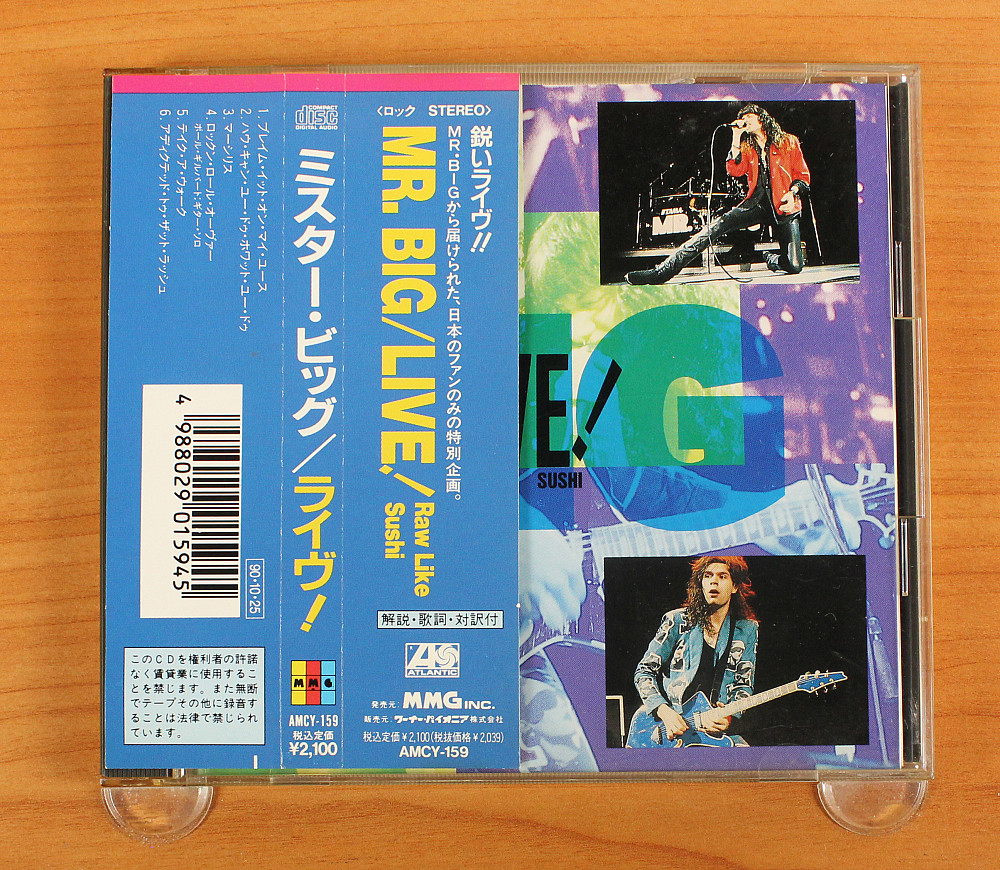 1. ブレイム・イット・オン・マイ・ユース
2. ハウ・キャン・ユー・ドゥ・ホワット・ユー・ドゥ
3. マーシリス
4. ロックン・ロール・オーヴァー
ポール・ギルバート:ギター・ソロ
5. テイク・ア・ウォーク
6. アディクテッド・トゥ・ザット・ラッシュ
4 988029 015945
90・10・25
このCDを権利者の許諾
なく賃貸業に使用するこ
とを禁じます。また無断
でテープその他に録音す
ることは法律で禁じられ
ています。
COMPACT
disc
DIGITAL AUDIO
ミスター・ビッグ/ライヴ!
MMG
AMCY-159
税込定価
¥2,100
〈ロック STEREO〉
鋭いライヴ!!
MR.BIGから届けられた、日本のファンのみの特別企画。
MR. BIG/LIVE!/Raw Like
Sushi
解説・歌詞・対訳付
ATLANTIC
発売元: MMG INC.
販売元: ワーナー・パイオニア株式会社
税込定価¥2,100(税抜価格¥2,039)
AMCY-159
TAMA
MR.
IG
VE!
SUSHI